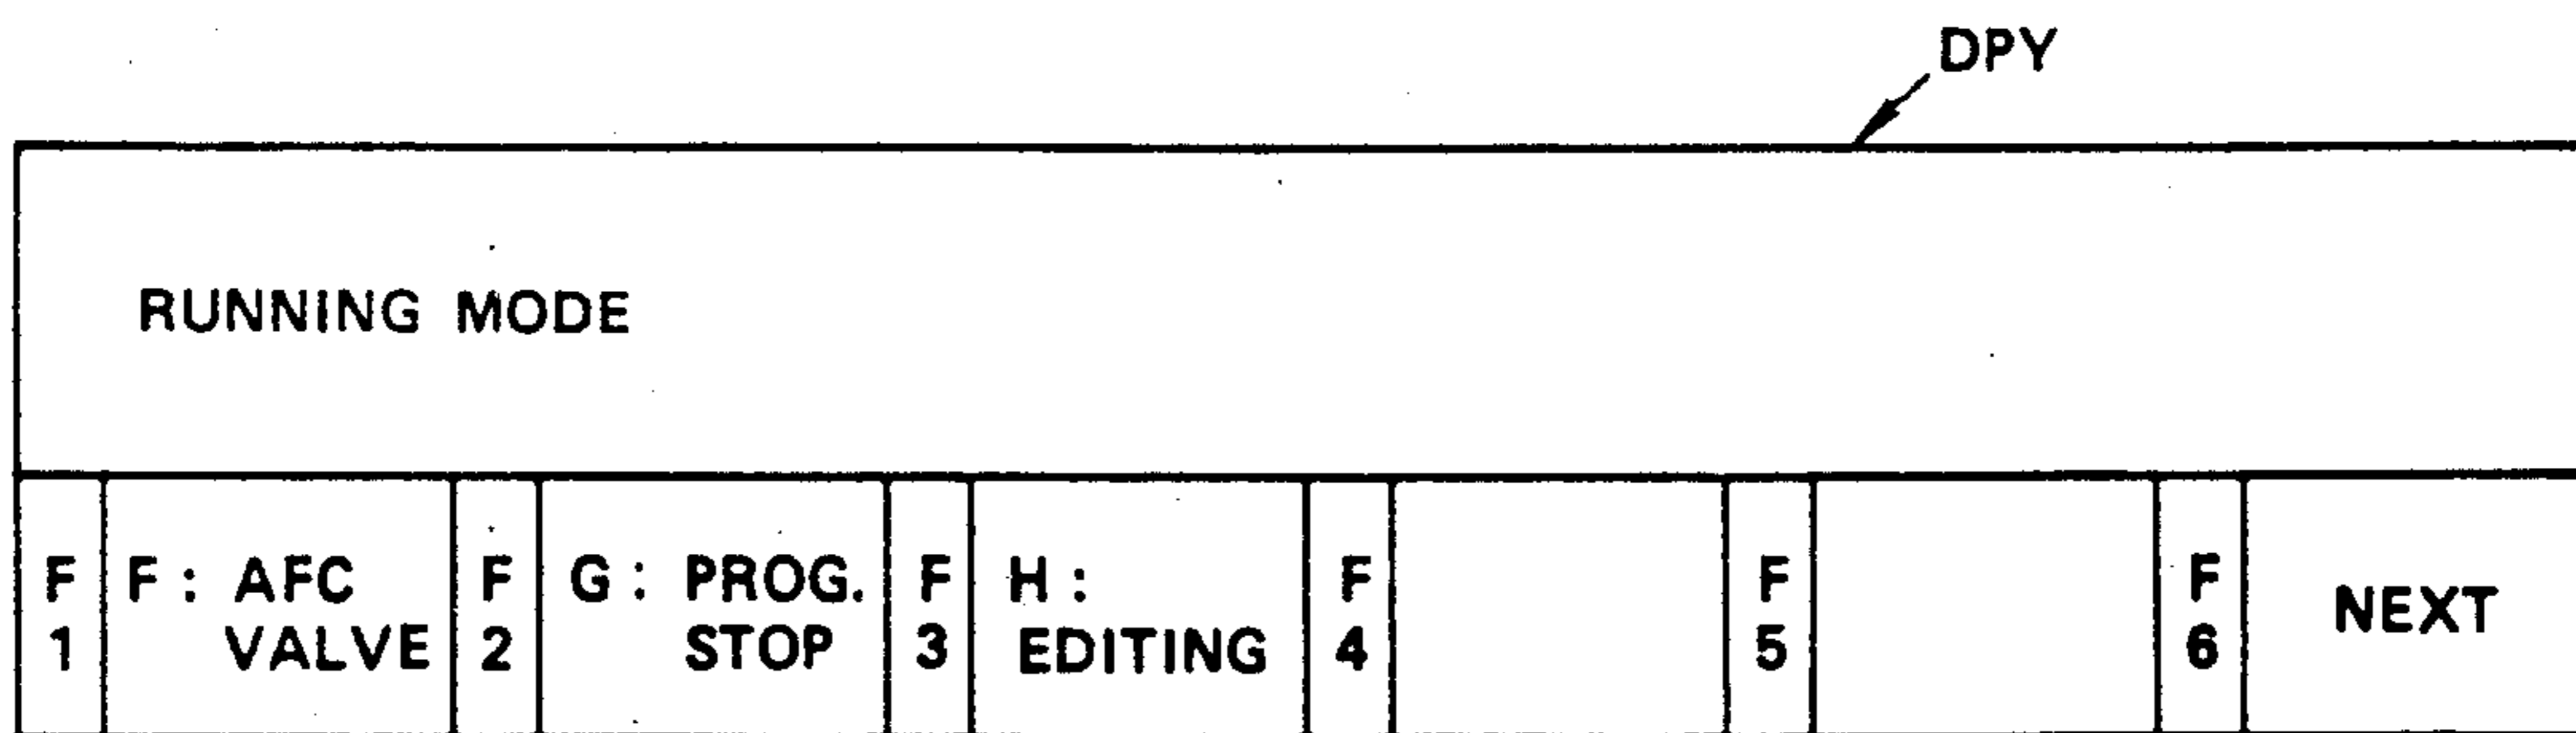 DPY
RUNNING MODE
F F : AFC F G : PROG. F H : F F F NEXT
1 VALVE 2 STOP 3 EDITING 4 5 6